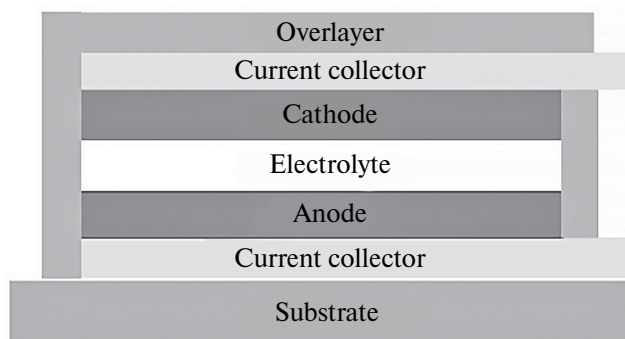 Overlayer
Current collector
Cathode
Electrolyte
Anode
Current collector
Substrate